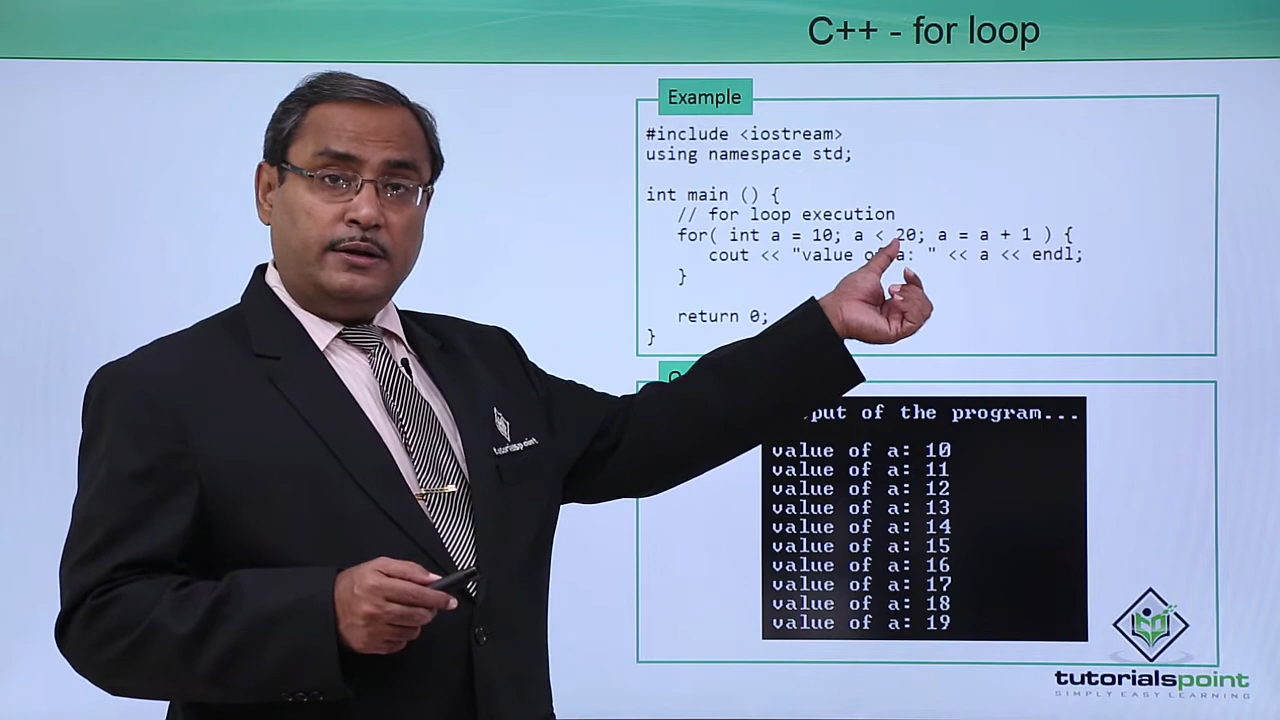 C++ - for loop
Example
#include <iostream>
using namespace std;
int main () {
// for loop execution
for( int a = 10; a < 20; a = a + 1 ) {
cout << "value of a: " << a << endl;
}
return 0;
}
of the program...
value of a: 10
value of a: 11
value of a: 12
value of a: 13
value of a: 14
value of a: 15
value of a: 16
value of a: 17
value of a: 18
value of a: 19
tutorialspoint
tutorialspoint
SIMPLY EASY LEARNING